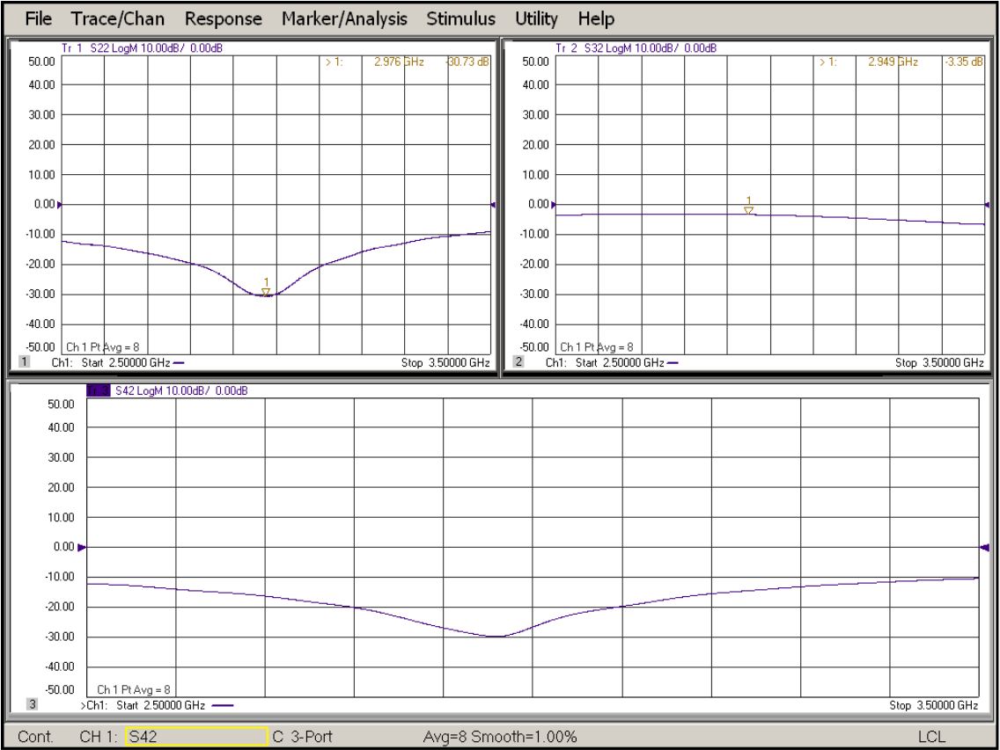 File Trace/Chan Response Marker/Analysis Stimulus Utility Help
Tr 1 S22 LogM 10.00dB/ 0.00dB
50.00
> 1: 2.976 GHz -30.73 dB
40.00
30.00
20.00
10.00
0.00
-10.00
-20.00
-30.00
-40.00
-50.00
1
Ch 1 Pt Avg = 8
1 Ch1: Start 2.50000 GHz Stop 3.50000 GHz
Tr 2 S32 LogM 10.00dB/ 0.00dB
50.00
> 1: 2.949 GHz -3.35 dB
40.00
30.00
20.00
10.00
0.00
-10.00
-20.00
-30.00
-40.00
-50.00
1
Ch 1 Pt Avg = 8
2 Ch1: Start 2.50000 GHz Stop 3.50000 GHz
Tr 3 S42 LogM 10.00dB/ 0.00dB
50.00
40.00
30.00
20.00
10.00
0.00
-10.00
-20.00
-30.00
-40.00
-50.00
Ch 1 Pt Avg = 8
3 >Ch1: Start 2.50000 GHz Stop 3.50000 GHz
Cont. CH 1: S42 C 3-Port Avg=8 Smooth=1.00% LCL